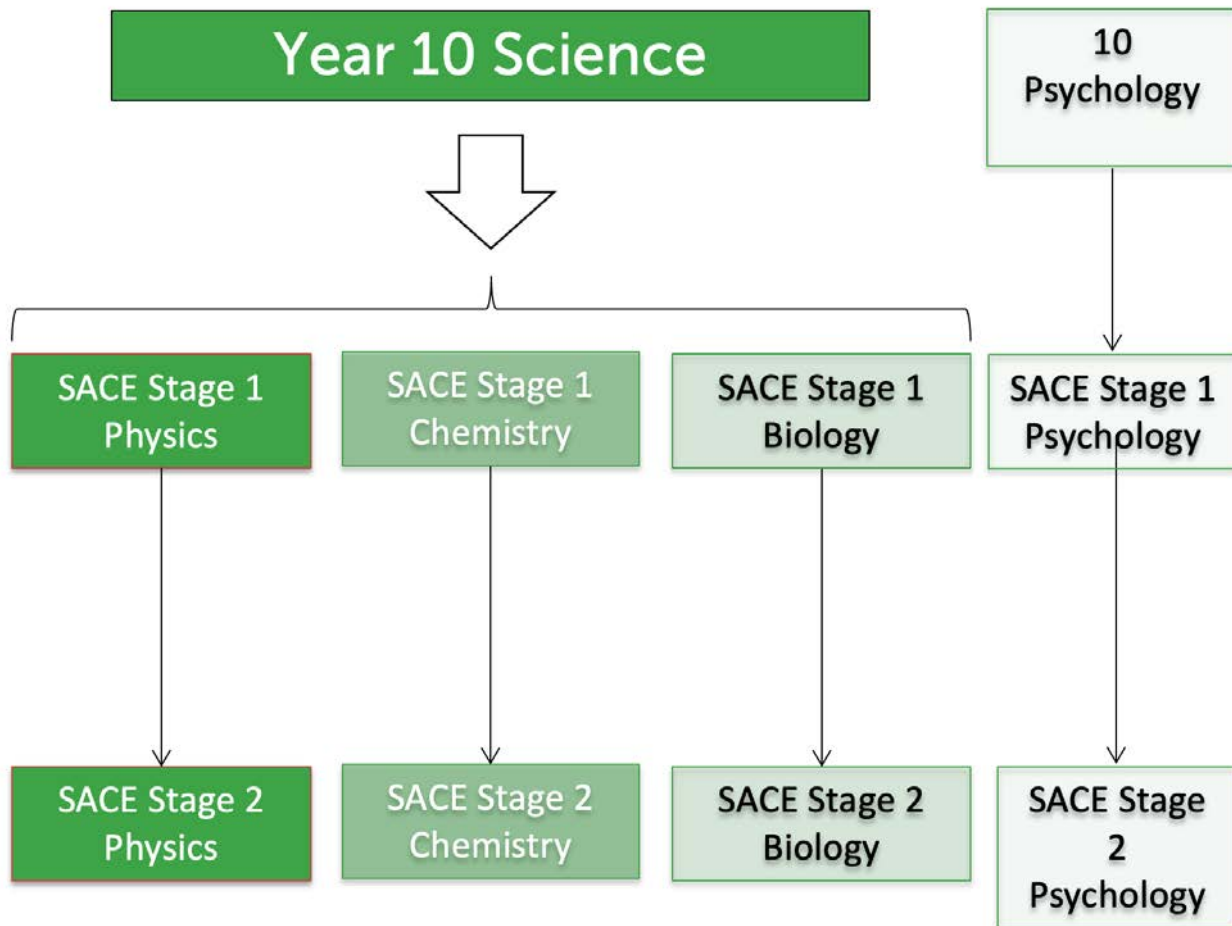 Year 10 Science
10
Psychology
SACE Stage 1
Physics
SACE Stage 1
Chemistry
SACE Stage 1
Biology
SACE Stage 1
Psychology
SACE Stage 2
Physics
SACE Stage 2
Chemistry
SACE Stage 2
Biology
SACE Stage
2
Psychology